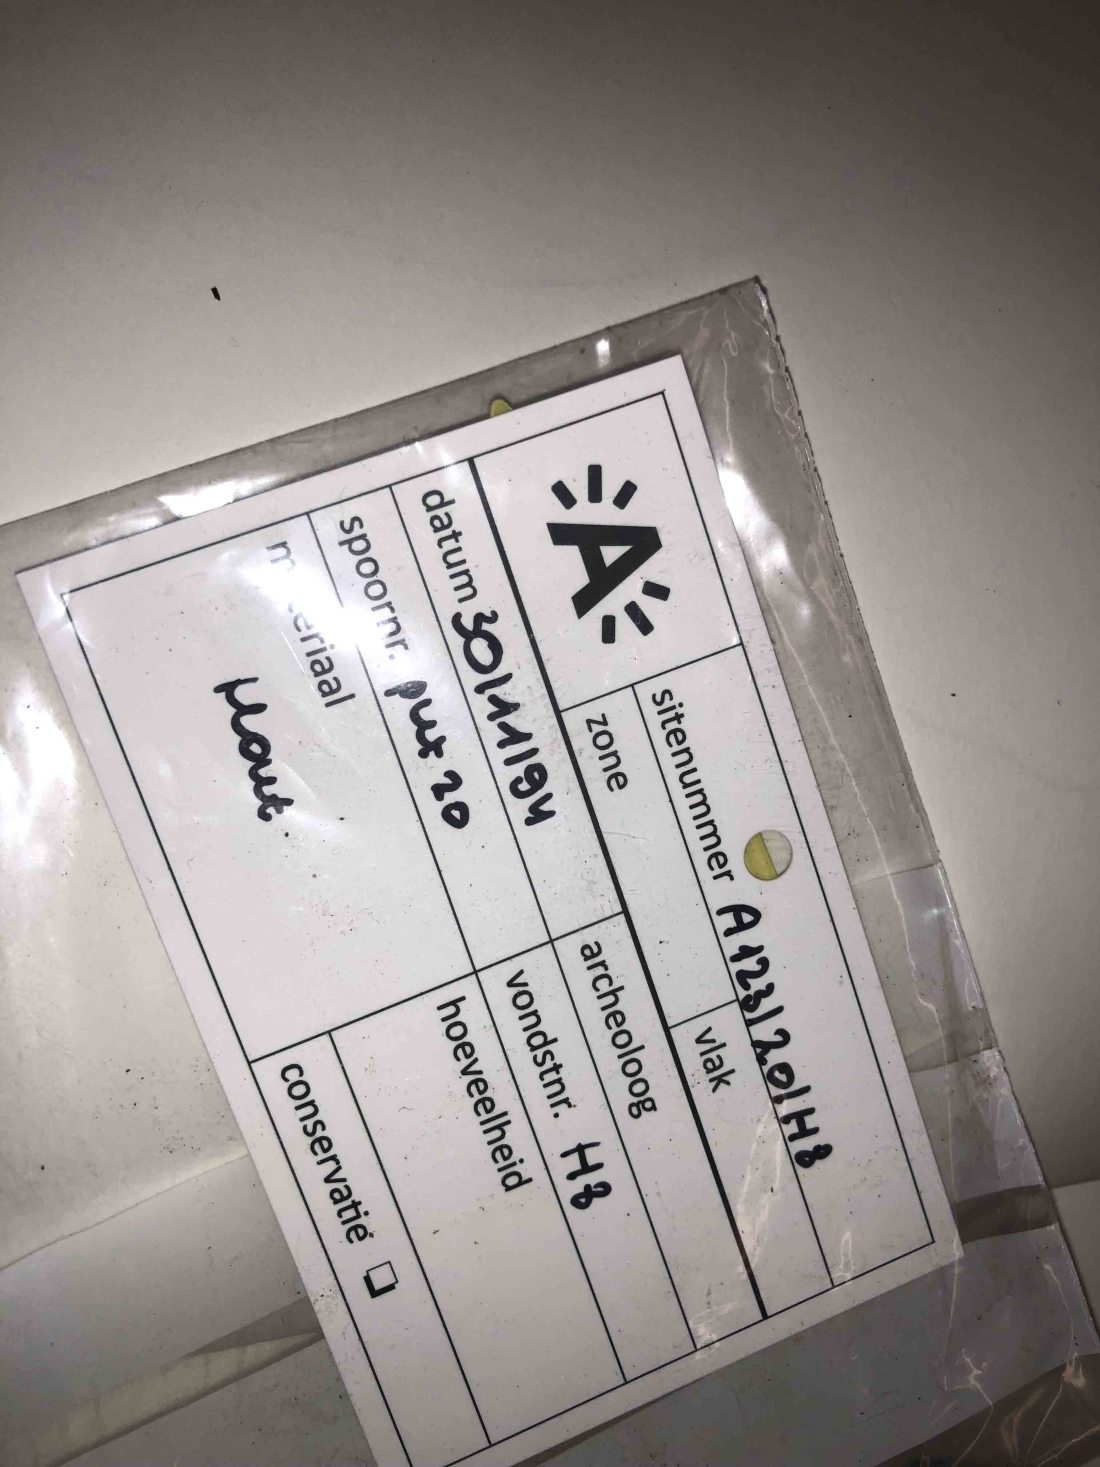 A
sitenummer A123/20/H8
zone vlak
datum 30/11/94 archeoloog
spoornr. put 20 vondstnr. H8
materiaal hoeveelheid
Hout
conservatie